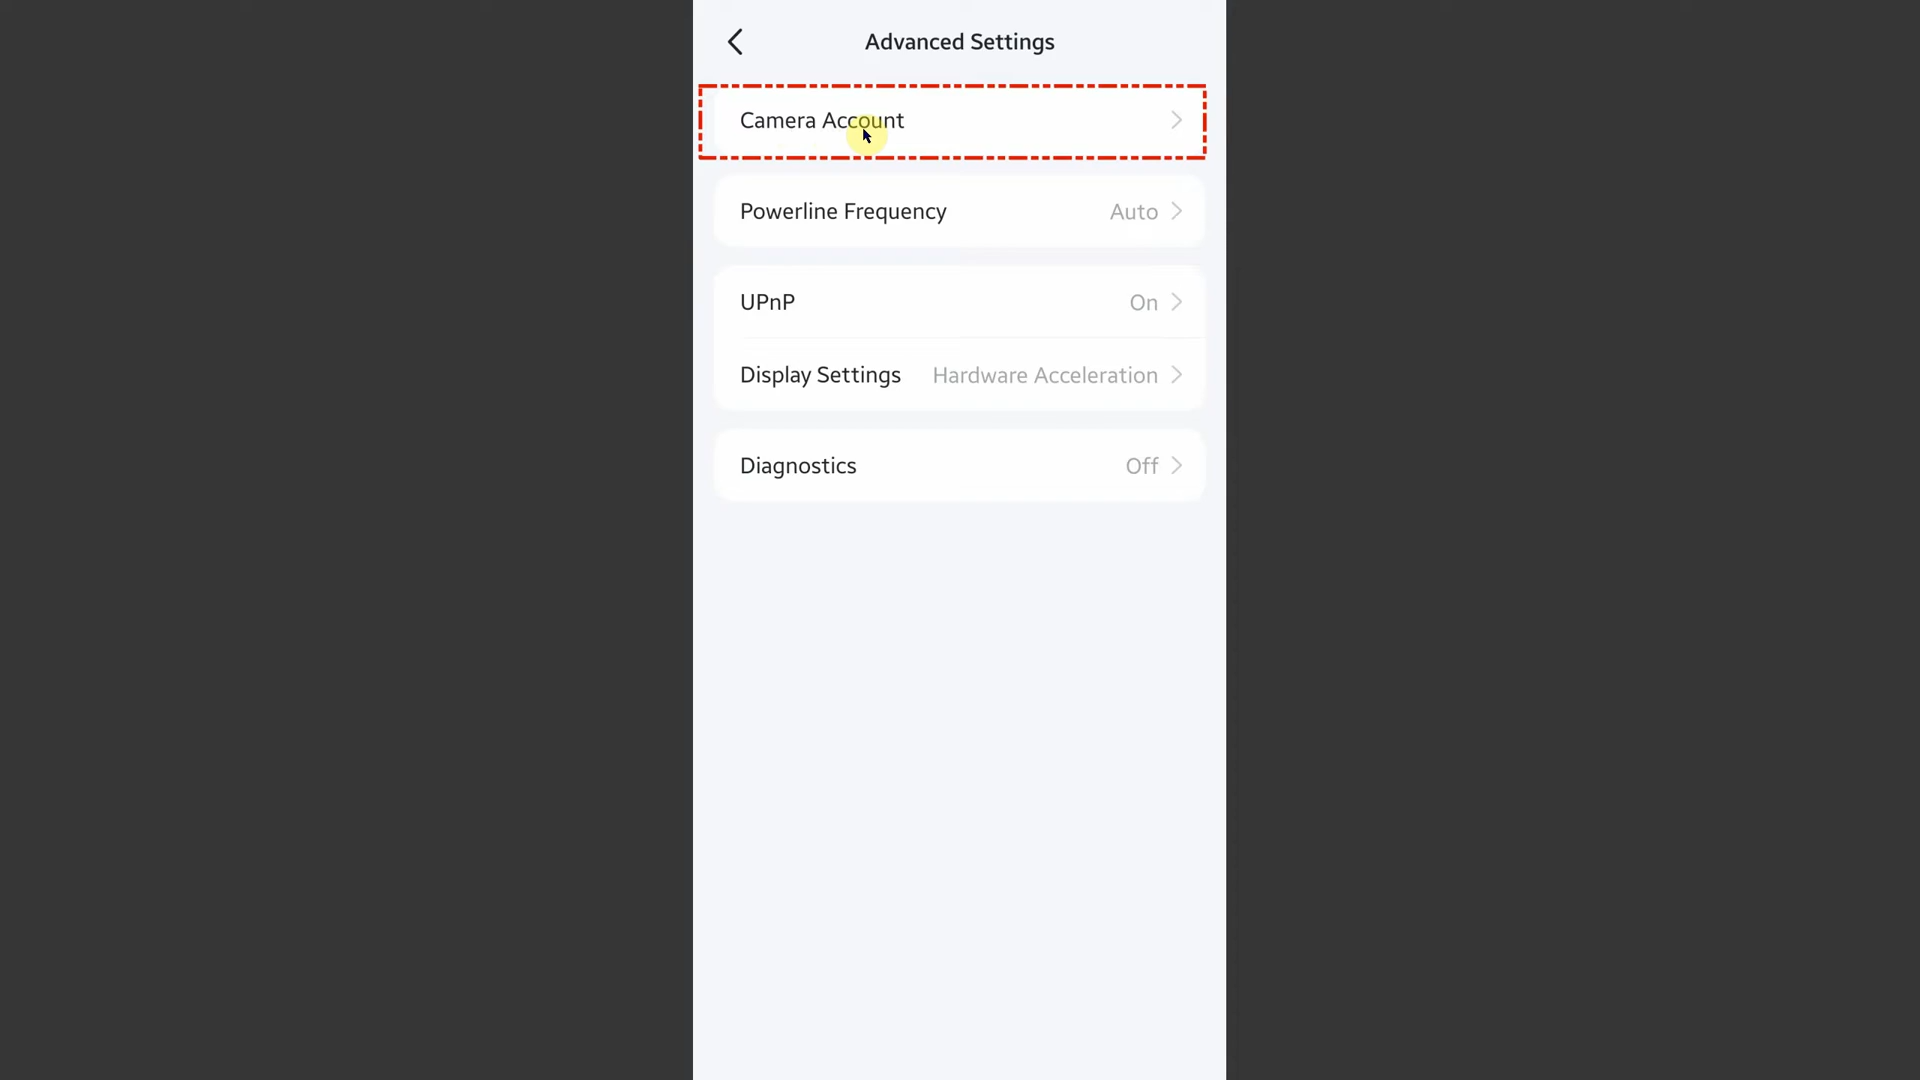 Advanced Settings
Camera Account
Powerline Frequency Auto
UPnP On
Display Settings Hardware Acceleration
Diagnostics Off